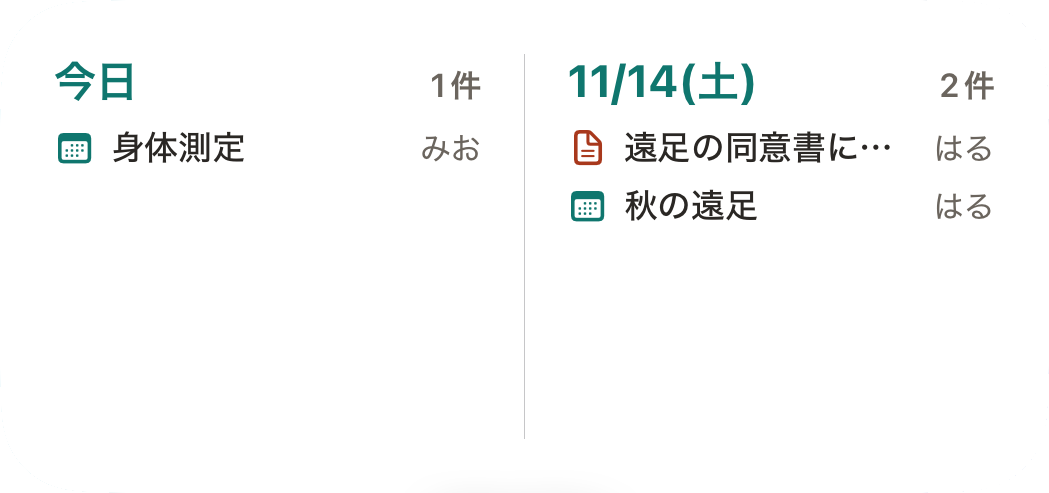 今日 1件
身体測定 みお
11/14(土) 2件
遠足の同意書に… はる
秋の遠足 はる